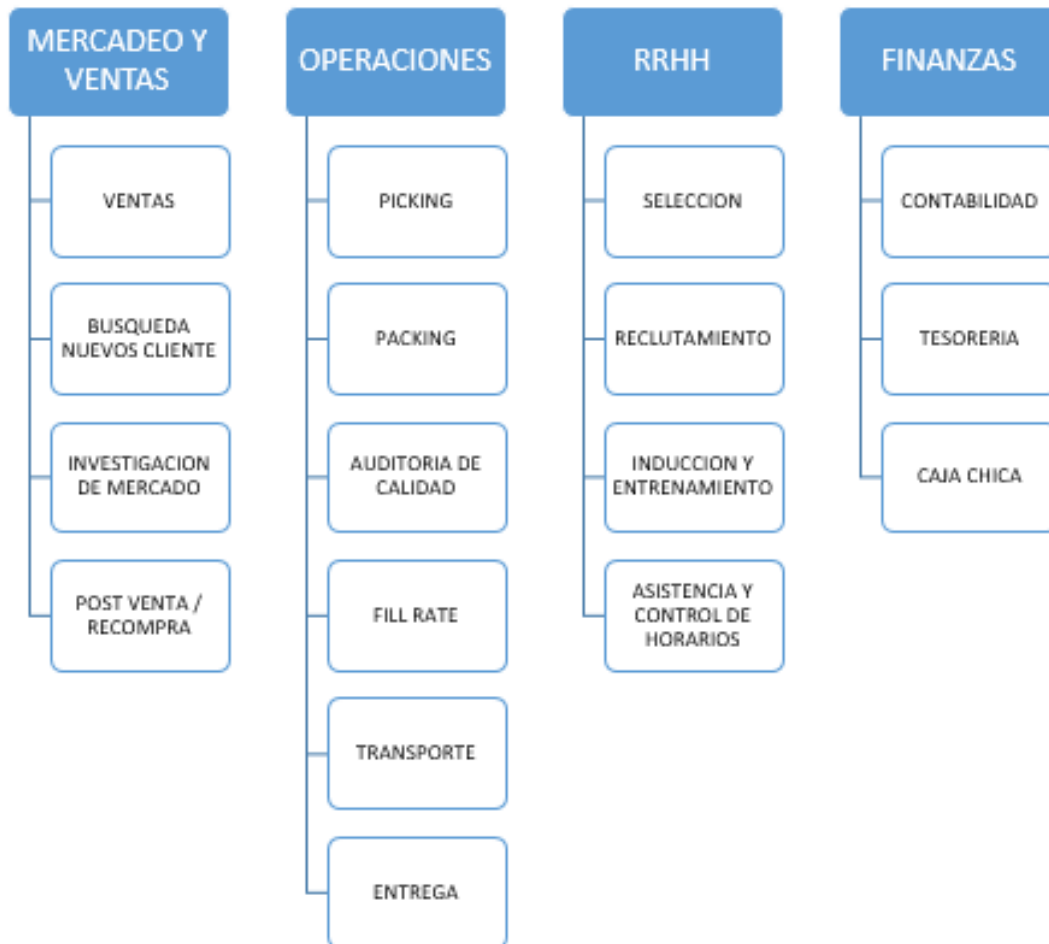 MERCADEO Y
VENTAS
VENTAS
BUSQUEDA
NUEVOS CLIENTE
INVESTIGACION
DE MERCADO
POST VENTA /
RECOMPRA
OPERACIONES
PICKING
PACKING
AUDITORIA DE
CALIDAD
FILL RATE
TRANSPORTE
ENTREGA
RRHH
SELECCION
RECLUTAMIENTO
INDUCCION Y
ENTRENAMIENTO
ASISTENCIA Y
CONTROL DE
HORARIOS
FINANZAS
CONTABILIDAD
TESORERIA
CAJA CHICA